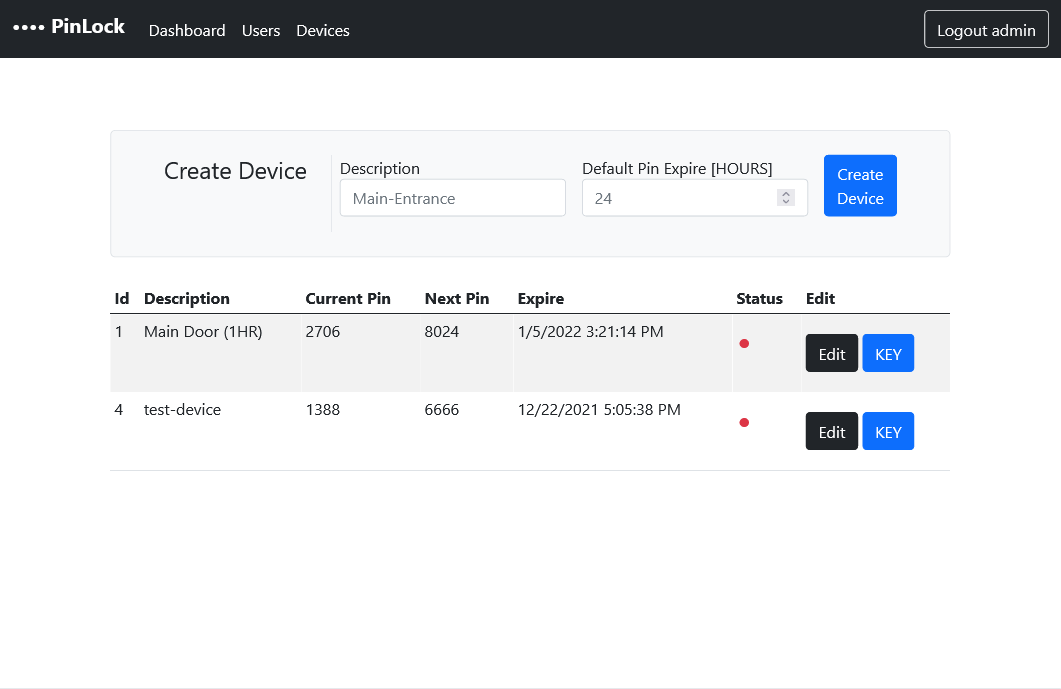 •••• PinLock Dashboard Users Devices Logout admin
Create Device
Description
Main-Entrance
Default Pin Expire [HOURS]
24
Create
Device
Id Description Current Pin Next Pin Expire Status Edit
1 Main Door (1HR) 2706 8024 1/5/2022 3:21:14 PM Edit KEY
4 test-device 1388 6666 12/22/2021 5:05:38 PM Edit KEY